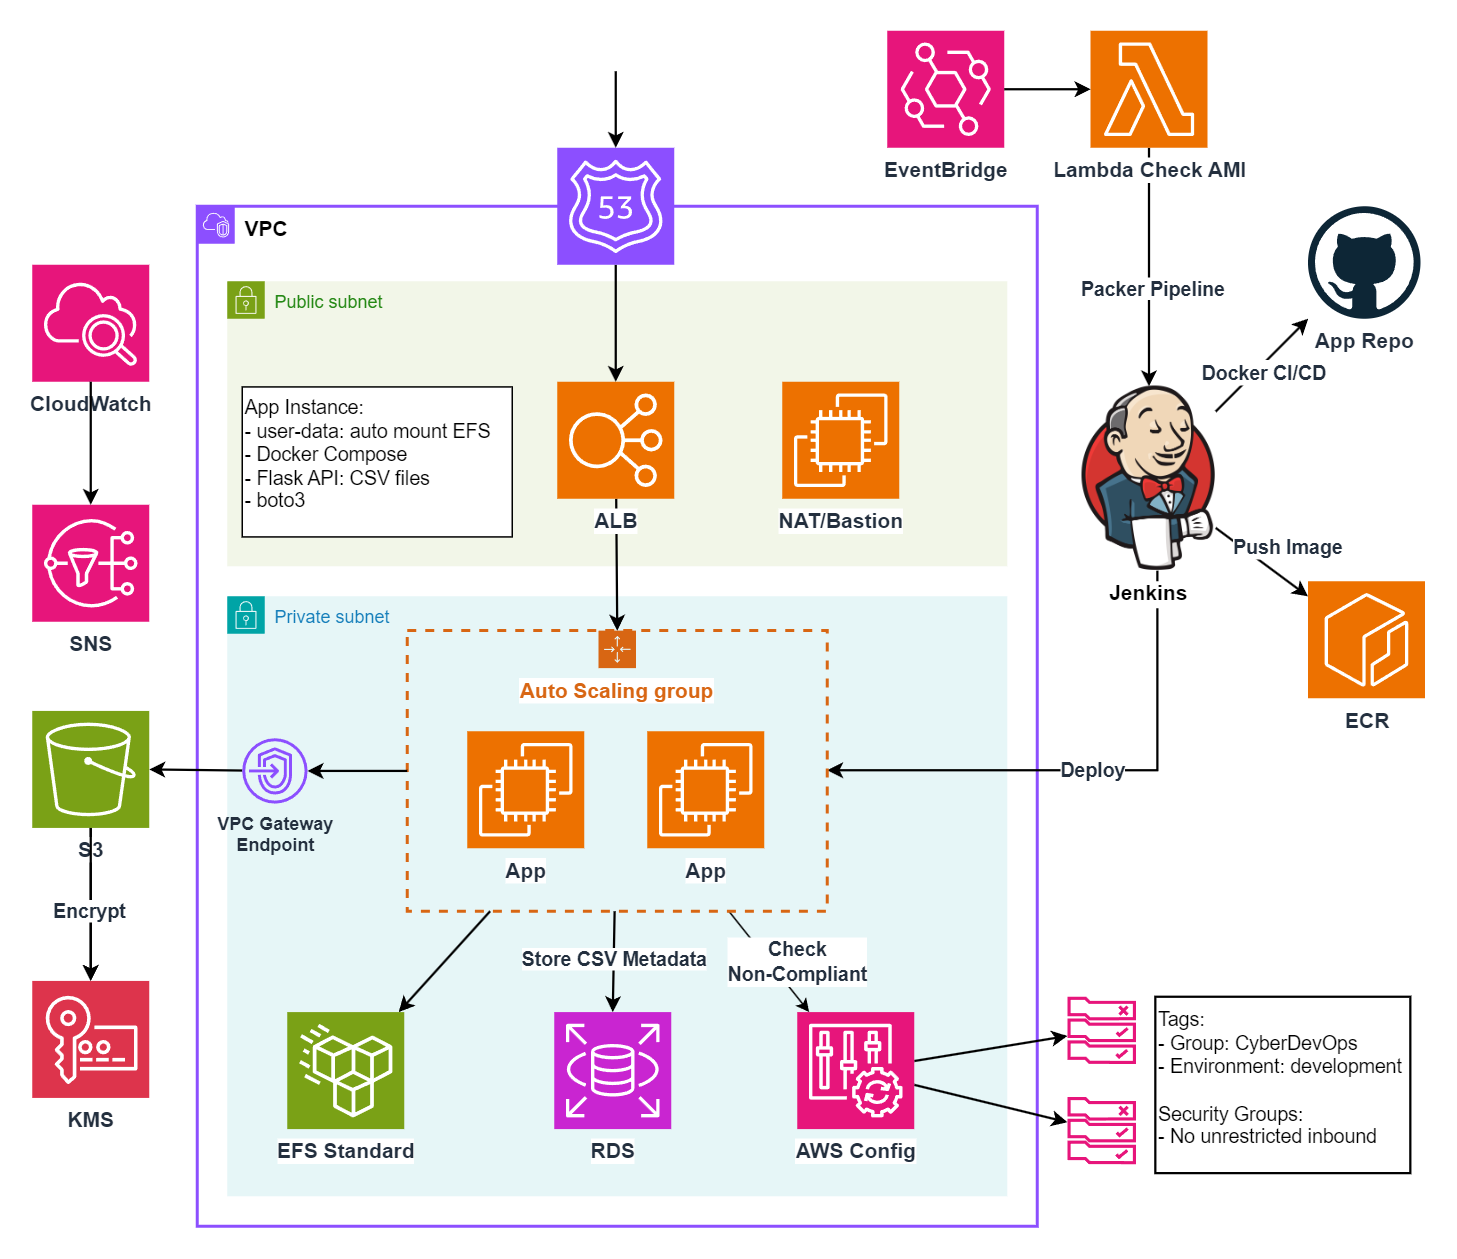 EventBridge
Lambda Check AMI
53
VPC
Public subnet
Packer Pipeline
App Repo
Docker CI/CD
CloudWatch
App Instance:
- user-data: auto mount EFS
- Docker Compose
- Flask API: CSV files
- boto3
ALB
NAT/Bastion
Push Image
Jenkins
SNS
Private subnet
Auto Scaling group
ECR
Deploy
VPC Gateway
Endpoint
S3
App
App
Encrypt
Store CSV Metadata
Check
Non-Compliant
Tags:
- Group: CyberDevOps
- Environment: development
Security Groups:
- No unrestricted inbound
KMS
EFS Standard
RDS
AWS Config